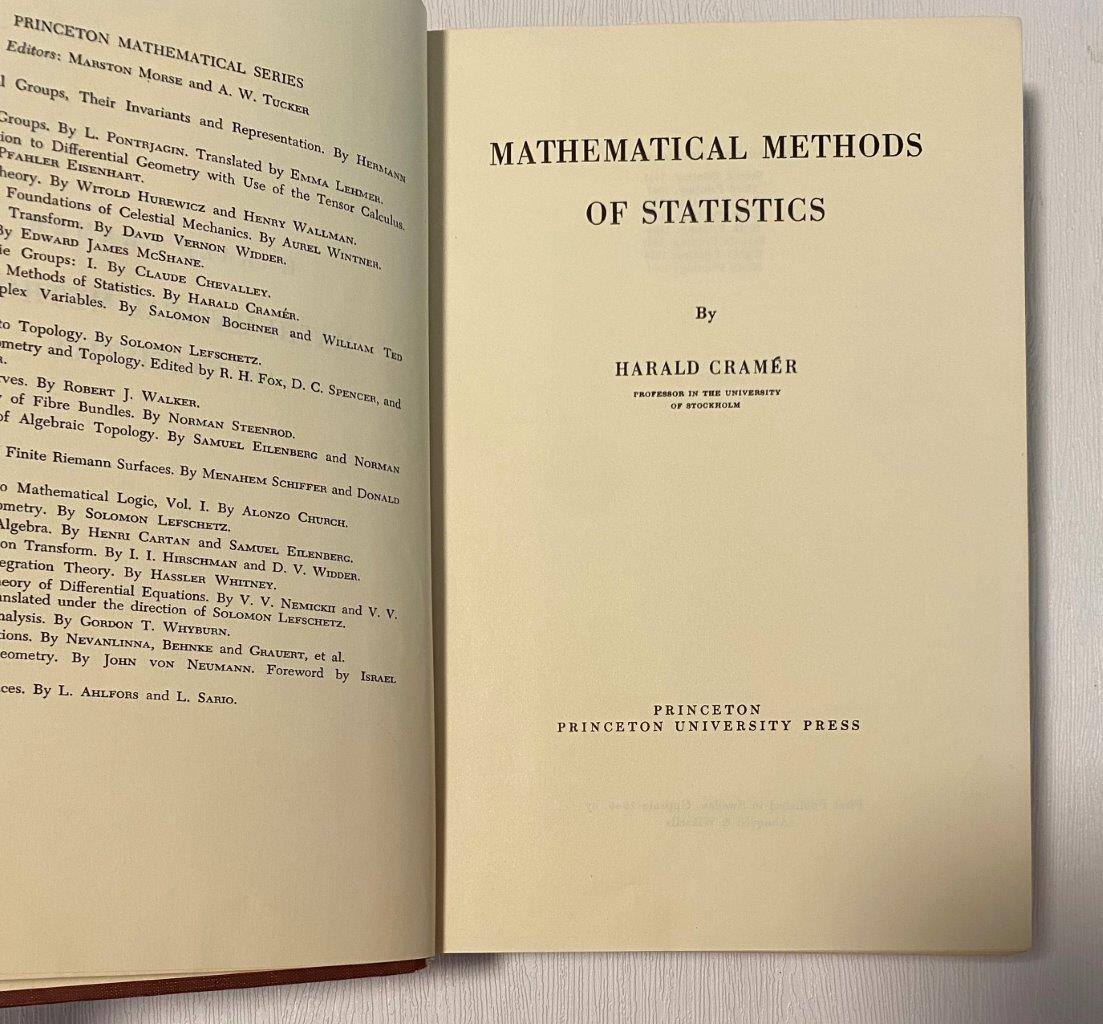 PRINCETON MATHEMATICAL SERIES
Editors: MARSTON MORSE and A. W. TUCKER
l Groups, Their Invariants and Representation. By HERMANN
Groups. By L. PONTRJAGIN. Translated by EMMA LEHMER.
ion to Differential Geometry with Use of the Tensor Calculus.
PFAHLER EISENHART.
heory. By WITOLD HUREWICZ and HENRY WALLMAN.
Foundations of Celestial Mechanics. By AUREL WINTNER.
Transform. By DAVID VERNON WIDDER.
By EDWARD JAMES MCSHANE.
ie Groups: I. By CLAUDE CHEVALLEY.
Methods of Statistics. By HARALD CRAMÉR.
plex Variables. By SALOMON BOCHNER and WILLIAM TED
to Topology. By SOLOMON LEFSCHETZ.
metry and Topology. Edited by R. H. FOX, D. C. SPENCER, and
R.
rves. By ROBERT J. WALKER.
y of Fibre Bundles. By NORMAN STEENROD.
of Algebraic Topology. By SAMUEL EILENBERG and NORMAN
Finite Riemann Surfaces. By MENAHEM SCHIFFER and DONALD
o Mathematical Logic, Vol. I. By ALONZO CHURCH.
ometry. By SOLOMON LEFSCHETZ.
Algebra. By HENRI CARTAN and SAMUEL EILENBERG.
on Transform. By I. I. HIRSCHMAN and D. V. WIDDER.
egration Theory. By HASSLER WHITNEY.
eory of Differential Equations. By V. V. NEMICKII and V. V.
anslated under the direction of SOLOMON LEFSCHETZ.
nalysis. By GORDON T. WHYBURN.
tions. By NEVANLINNA, BEHNKE and GRAUERT, et al.
eometry. By JOHN VON NEUMANN. Foreword by ISRAEL
ces. By L. AHLFORS and L. SARIO.
MATHEMATICAL METHODS
OF STATISTICS
By
HARALD CRAMÉR
PROFESSOR IN THE UNIVERSITY
OF STOCKHOLM
PRINCETON
PRINCETON UNIVERSITY PRESS